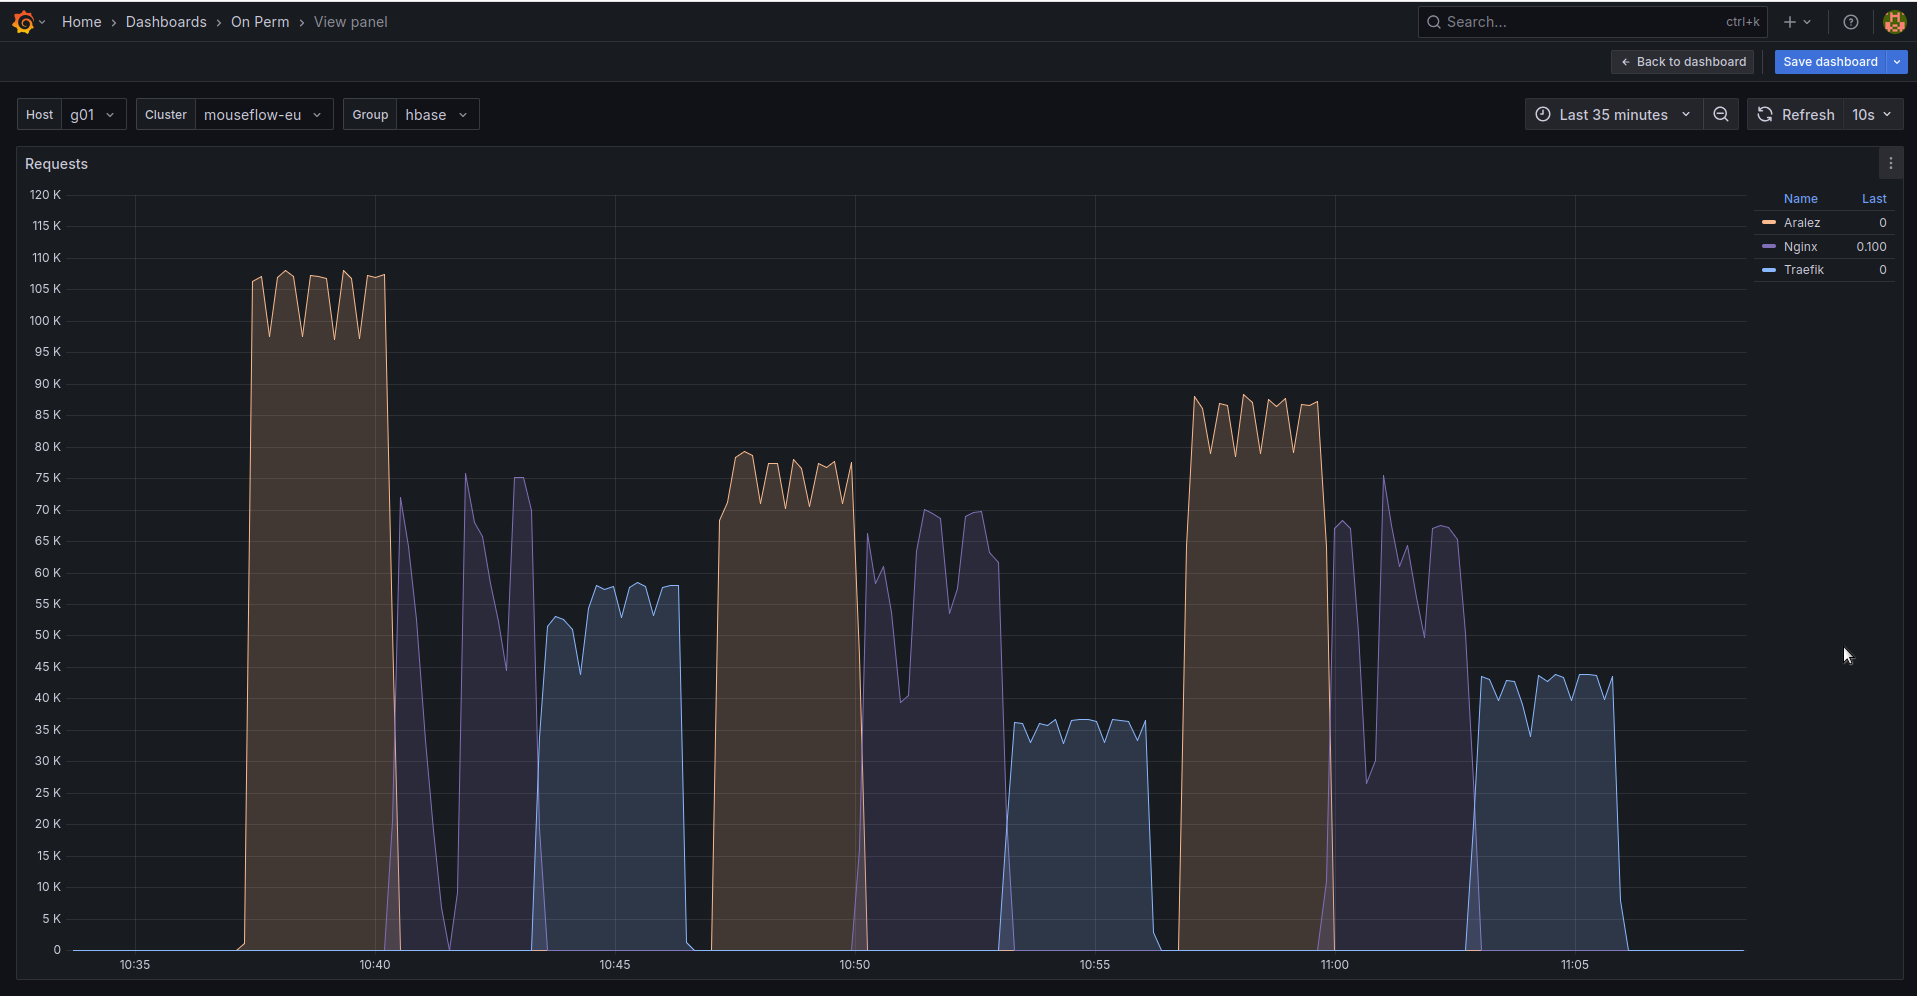 Home › Dashboards › On Perm › View panel
Search... ctrl+k
Back to dashboard
Save dashboard
Host g01
Cluster mouseflow-eu
Group hbase
Last 35 minutes
Refresh 10s
Requests
120 K
115 K
110 K
105 K
100 K
95 K
90 K
85 K
80 K
75 K
70 K
65 K
60 K
55 K
50 K
45 K
40 K
35 K
30 K
25 K
20 K
15 K
10 K
5 K
0
10:35 10:40 10:45 10:50 10:55 11:00 11:05
Name Last
Aralez 0
Nginx 0.100
Traefik 0